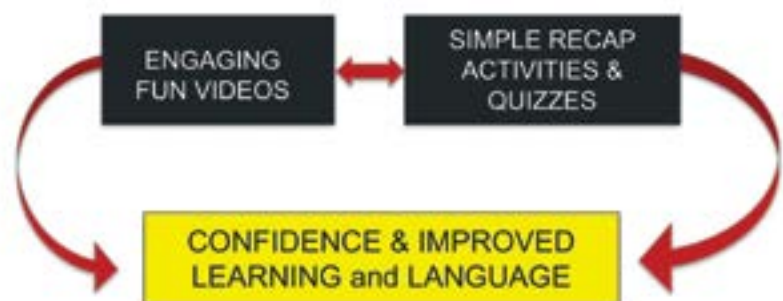 ENGAGING
FUN VIDEOS
SIMPLE RECAP
ACTIVITIES &
QUIZZES
CONFIDENCE & IMPROVED
LEARNING and LANGUAGE